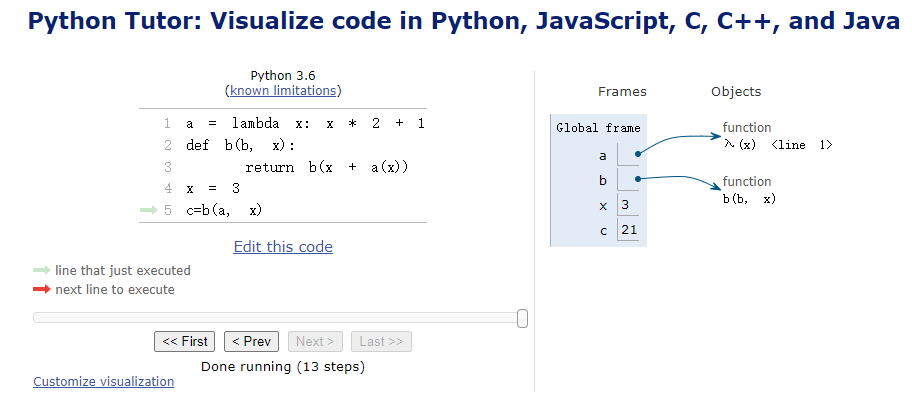 Python Tutor: Visualize code in Python, JavaScript, C, C++, and Java
Python 3.6
(known limitations)
1 a = lambda x: x * 2 + 1
2 def b(b, x):
3 return b(x + a(x))
4 x = 3
5 c=b(a, x)
Edit this code
line that just executed
next line to execute
<< First < Prev Next > Last >>
Done running (13 steps)
Customize visualization
Frames Objects
Global frame
a
b
x 3
c 21
function
λ(x) <line 1>
function
b(b, x)